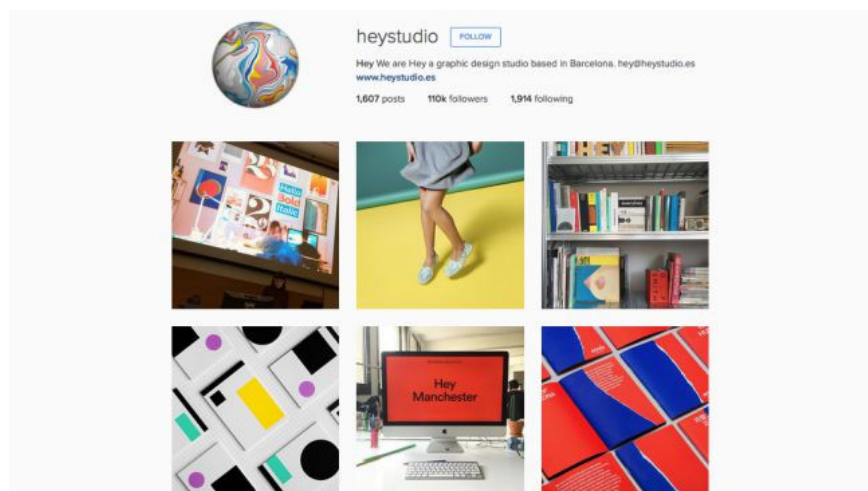 heystudio FOLLOW
Hey We are Hey a graphic design studio based in Barcelona. hey@heystudio.es
www.heystudio.es
1,607 posts 110k followers 1,914 following
Hello
Bold
Italic
Hey
Manchester